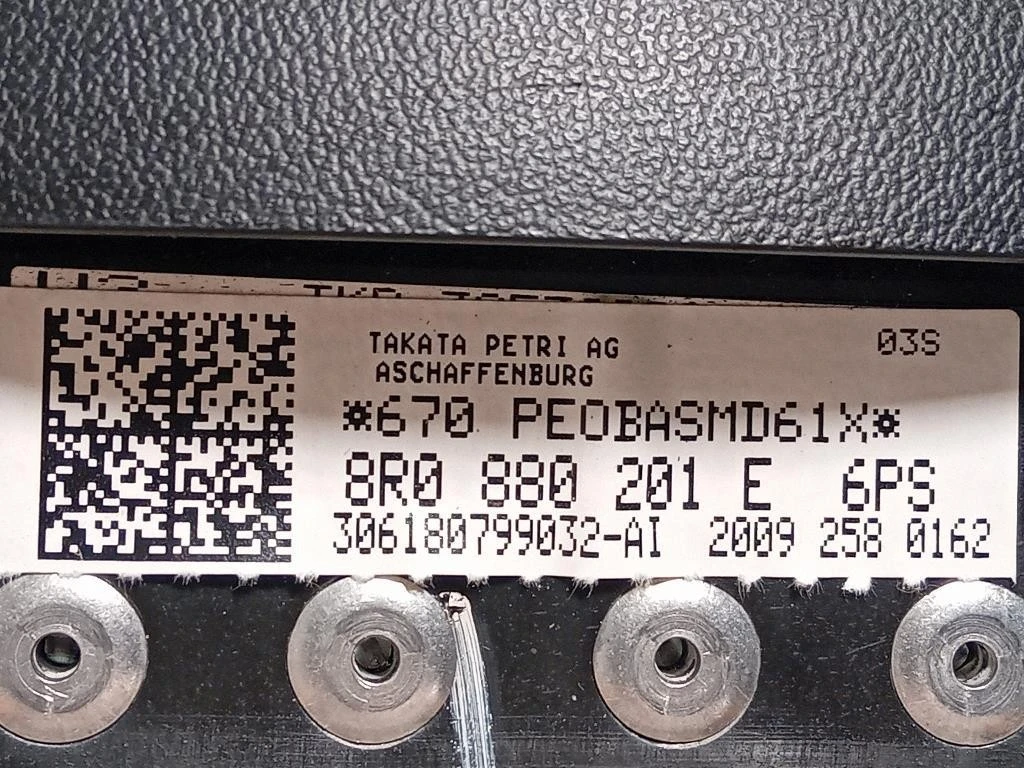 TAKATA PETRI AG
03S
ASCHAFFENBURG
*670 PEOBASMD61X*
8R0 880 201 E 6PS
306180799032-AI 2009 258 0162